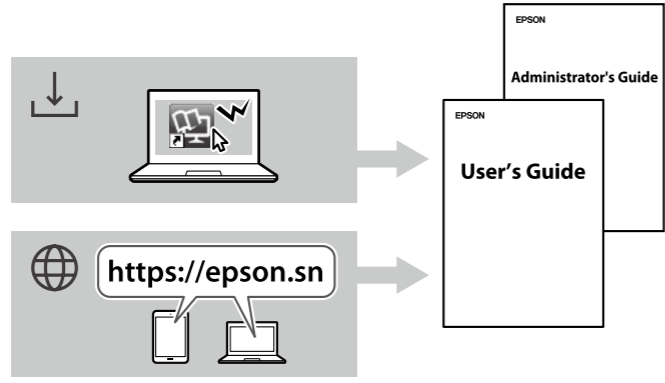 EPSON
Administrator's Guide
EPSON
User's Guide
https://epson.sn